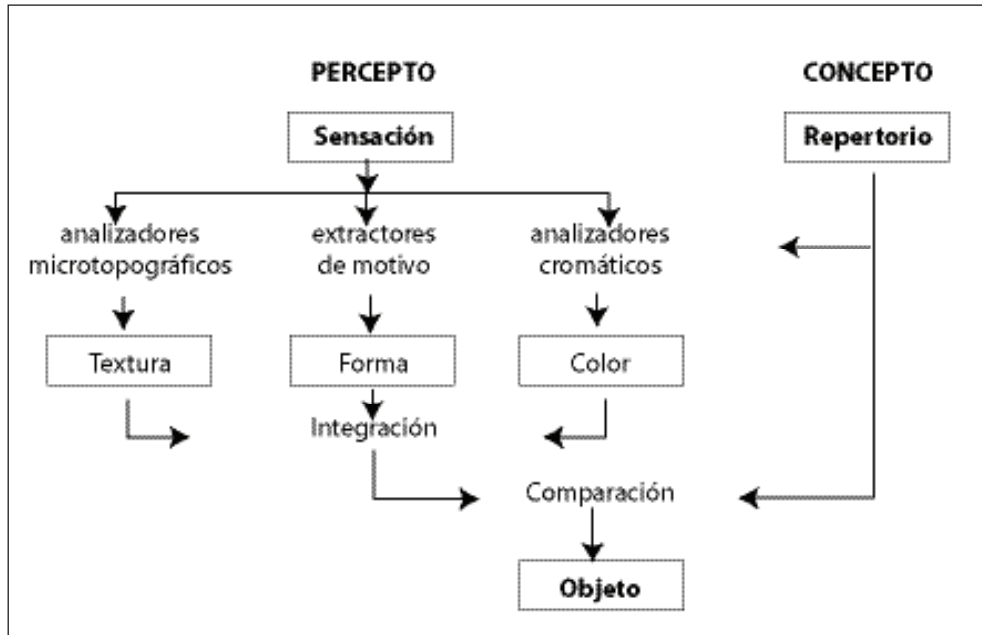 PERCEPTO
CONCEPTO
Sensación
Repertorio
analizadores
microtopográficos
extractores
de motivo
analizadores
cromáticos
Textura
Forma
Color
Integración
Comparación
Objeto